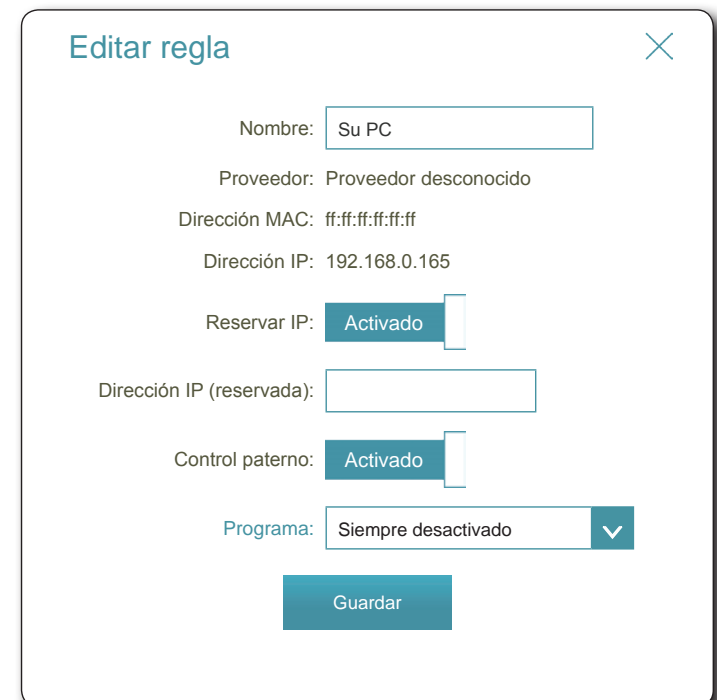 Editar regla
Nombre: Su PC
Proveedor: Proveedor desconocido
Dirección MAC: ff:ff:ff:ff:ff:ff
Dirección IP: 192.168.0.165
Reservar IP: Activado
Dirección IP (reservada):
Control paterno: Activado
Programa: Siempre desactivado
Guardar